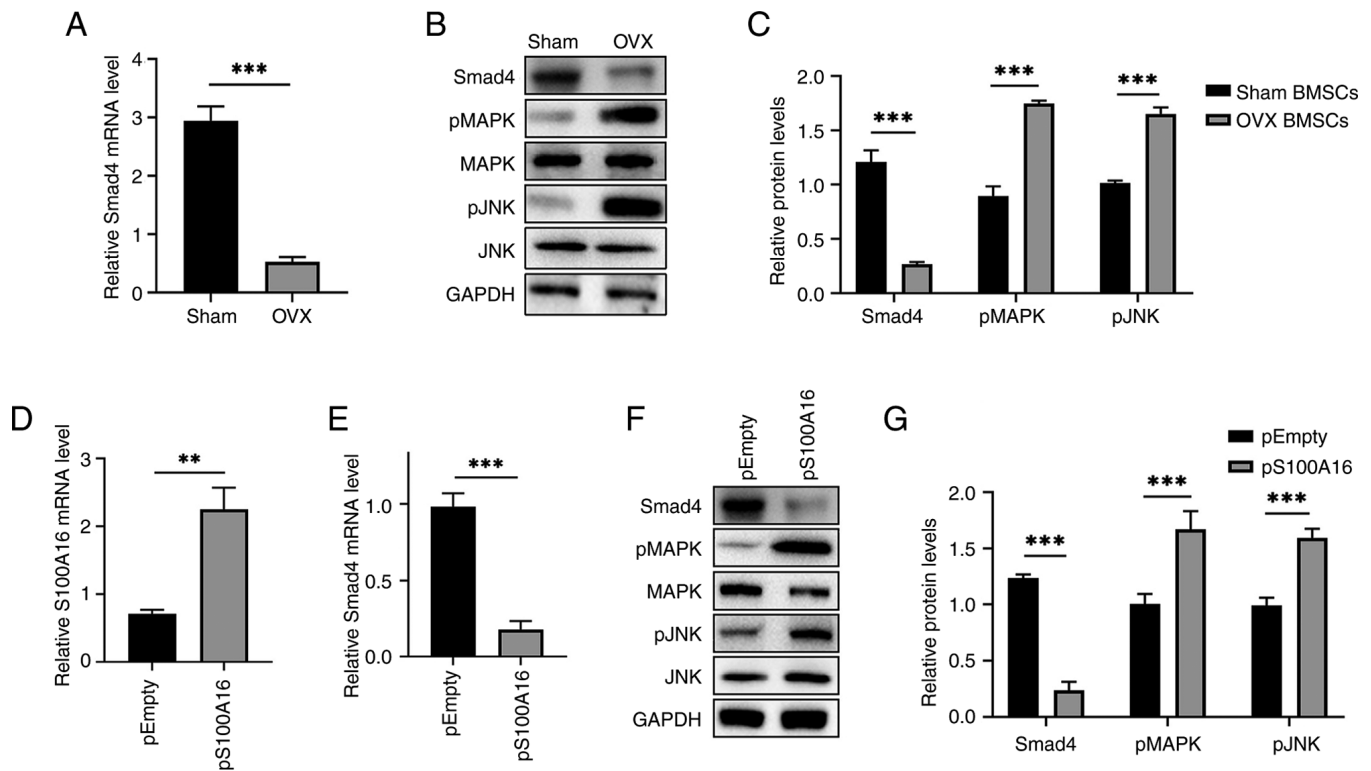 A
Relative Smad4 mRNA level
4
3
2
1
0
***
Sham
OVX
B
Sham
OVX
Smad4
pMAPK
MAPK
pJNK
JNK
GAPDH
C
Relative protein levels
2.0
1.5
1.0
0.5
0.0
***
***
***
Smad4
pMAPK
pJNK
Sham BMSCs
OVX BMSCs
D
Relative S100A16 mRNA level
3
2
1
0
**
pEmpty
pS100A16
E
Relative Smad4 mRNA level
1.0
0.5
0.0
***
pEmpty
pS100A16
F
pEmpty
pS100A16
Smad4
pMAPK
MAPK
pJNK
JNK
GAPDH
G
pEmpty
pS100A16
Relative protein levels
2.0
1.5
1.0
0.5
0.0
***
***
***
Smad4
pMAPK
pJNK